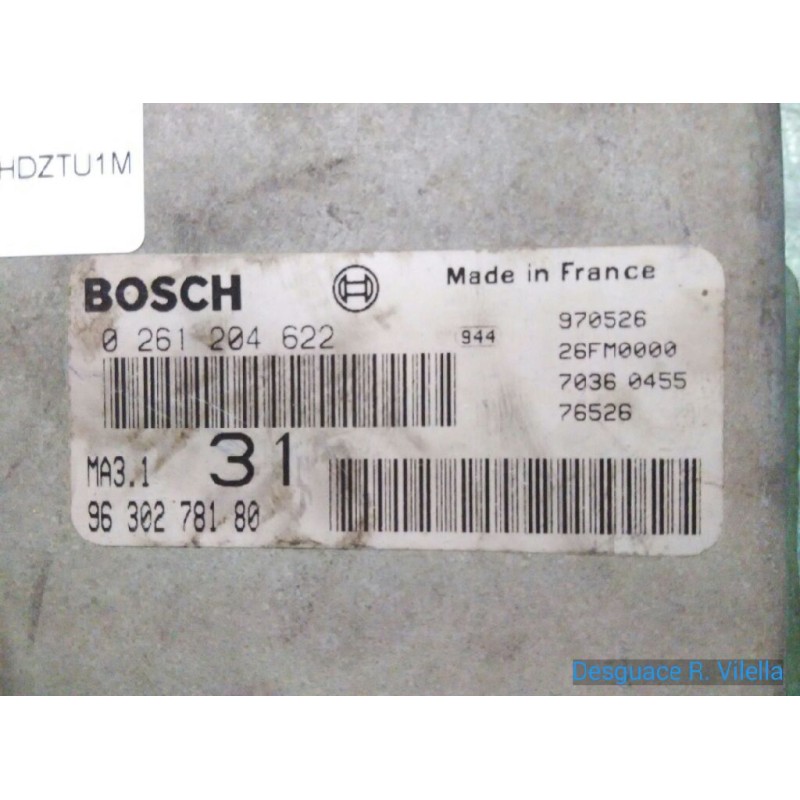 HDZTU1M
BOSCH
Made in France
0 261 204 622
944
970526
26FM0000
7036 0455
76526
MA3.1
31
96 302 781 80
Desguace R. Vilella